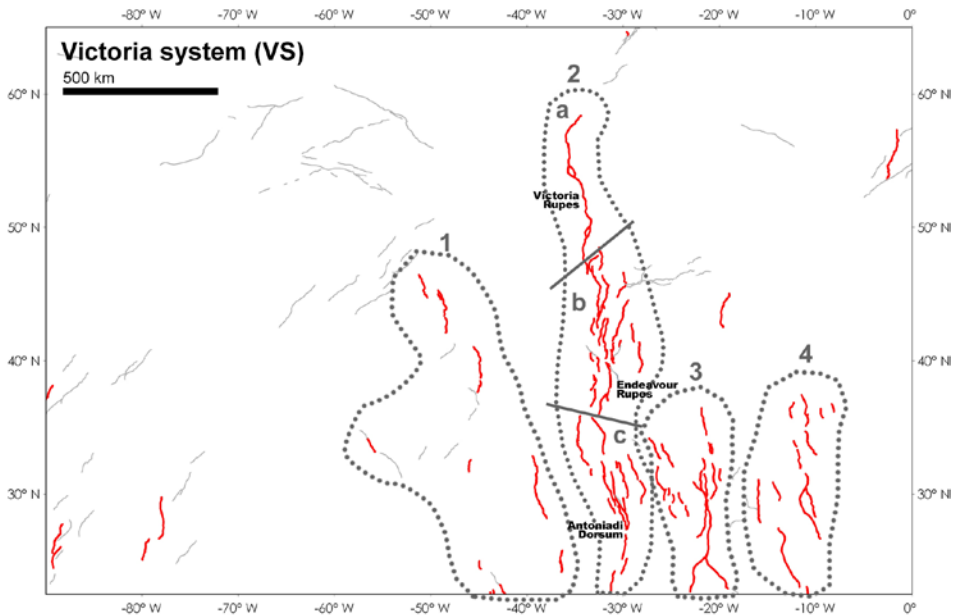 -80° W -70° W -60° W -50° W -40° W -30° W -20° W -10° W 0°
Victoria system (VS)
500 km
60° N
60° N
2
a
Victoria
Rupes
50° N
50° N
1
b
40° N
40° N
3
4
Endeavour
Rupos
c
30° N
30° N
Antoniadi
Dorsum
-80° W -70° W -60° W -50° W -40° W -30° W -20° W -10° W 0°